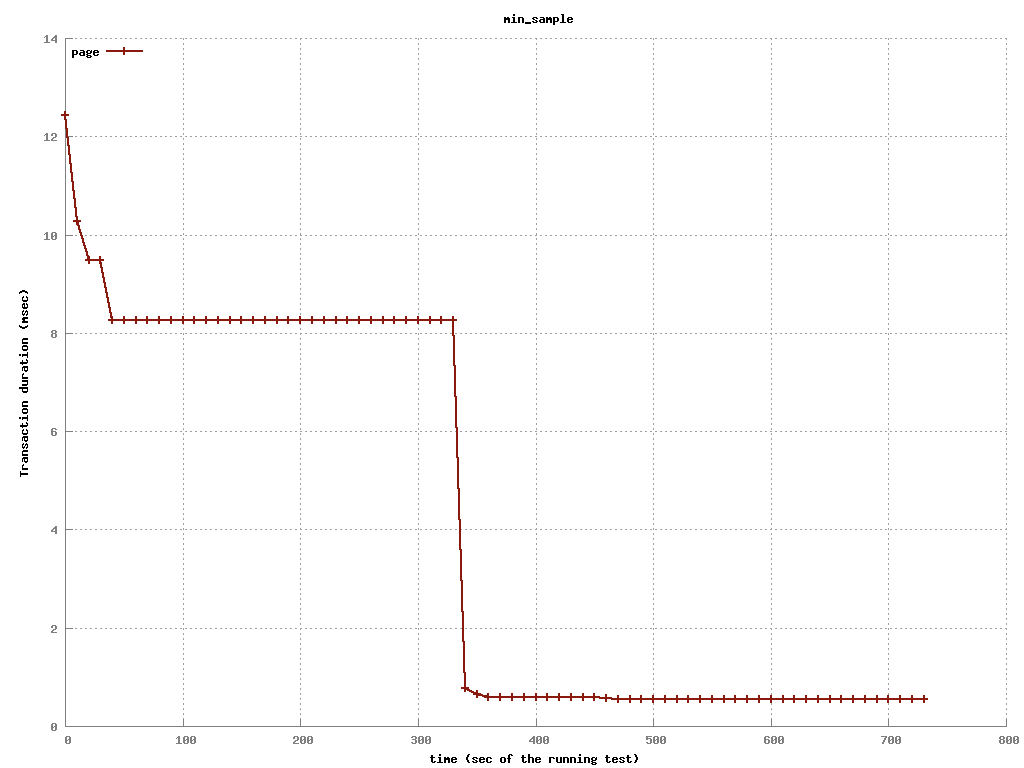 min_sample
page
14
12
10
8
6
4
2
0
Transaction duration (msec)
0 100 200 300 400 500 600 700 800
time (sec of the running test)